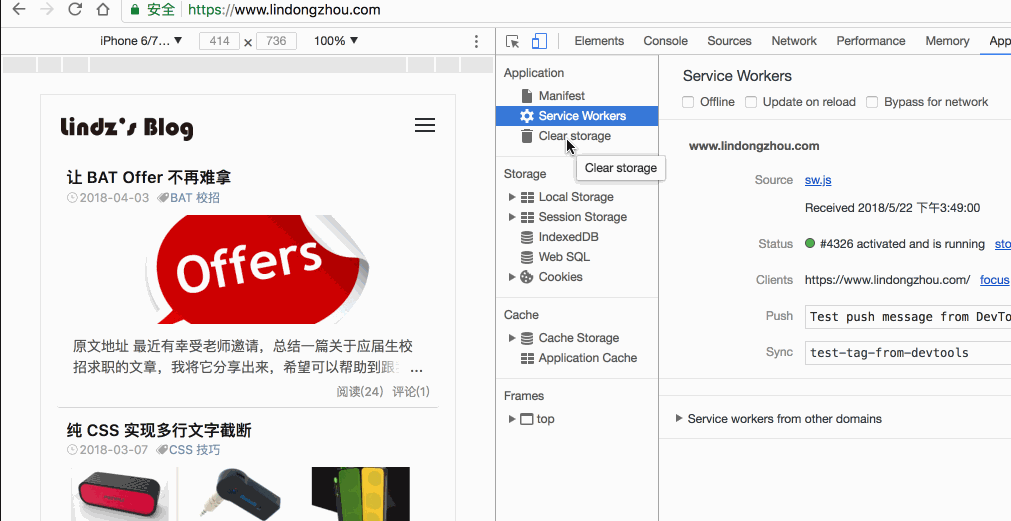 安全 https://www.lindongzhou.com
iPhone 6/7… ▼ 414 × 736 100% ▼
Elements Console Sources Network Performance Memory App
Lindz's Blog
让 BAT Offer 不再难拿
2018-04-03 BAT 校招
Offers
原文地址 最近有幸受老师邀请，总结一篇关于应届生校
招求职的文章，我将它分享出来，希望可以帮助到跟 ...
阅读(24) 评论(1)
纯 CSS 实现多行文字截断
2018-03-07 CSS 技巧
Application
Manifest
Service Workers
Clear storage
Clear storage
Storage
Local Storage
Session Storage
IndexedDB
Web SQL
Cookies
Cache
Cache Storage
Application Cache
Frames
top
Service Workers
Offline Update on reload Bypass for network
www.lindongzhou.com
Source sw.js
Received 2018/5/22 下午3:49:00
Status #4326 activated and is running sto
Clients https://www.lindongzhou.com/ focus
Push Test push message from DevTo
Sync test-tag-from-devtools
Service workers from other domains